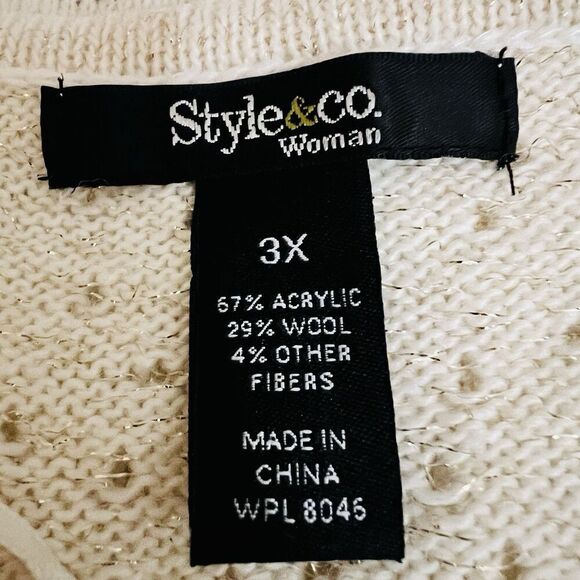 Style&co.
Woman
3X
67% ACRYLIC
29% WOOL
4% OTHER
FIBERS
MADE IN
CHINA
WPL 8046